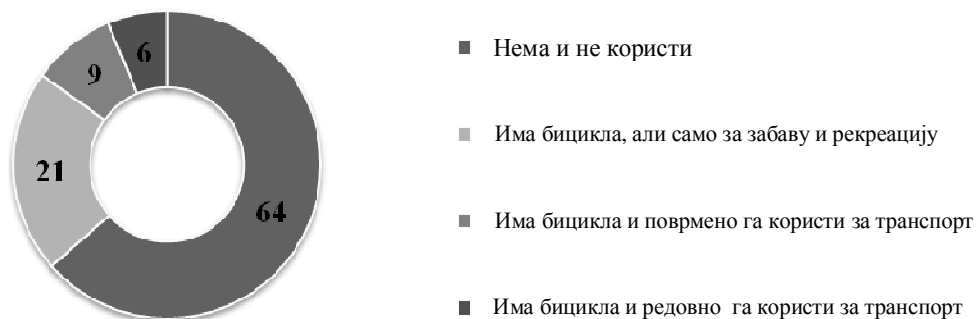 6
9
21
64
Нема и не користи
Има бицикла, али само за забаву и рекреацију
Има бицикла и поврмено га користи за транспорт
Има бицикла и редовно га користи за транспорт